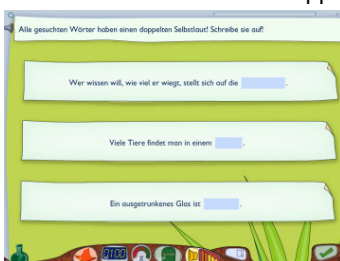 Alle gesuchten Wörter haben einen doppelten Selbstlaut! Schreibe sie auf!
Wer wissen will, wie viel er wiegt, stellt sich auf die .
Viele Tiere findet man in einem .
Ein ausgetrunkenes Glas ist .